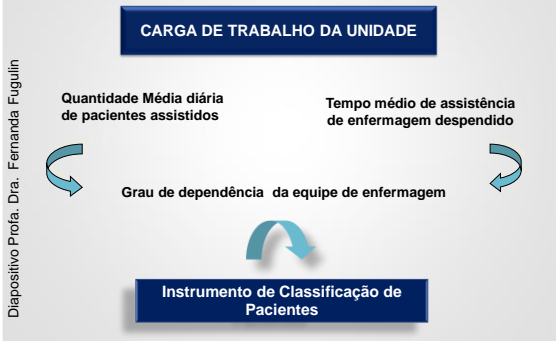 CARGA DE TRABALHO DA UNIDADE
Diapositivo Profa. Dra. Fernanda Fugulin
Quantidade Média diária
de pacientes assistidos
Tempo médio de assistência
de enfermagem despendido
Grau de dependência da equipe de enfermagem
Instrumento de Classificação de
Pacientes